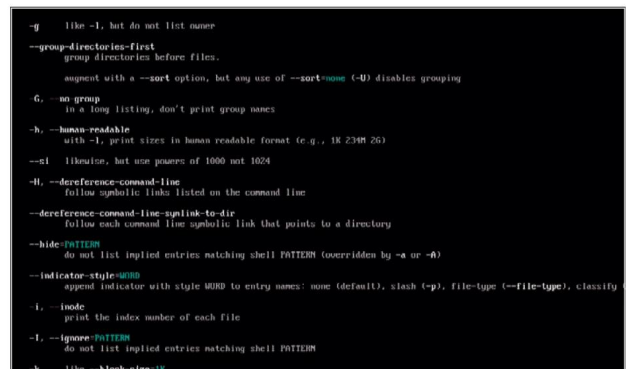 -g like -l, but do not list owner
--group-directories-first
group directories before files.
augment with a --sort option, but any use of --sort=none (-U) disables grouping
-G, --no-group
in a long listing, don't print group names
-h, --human-readable
with -l, print sizes in human readable format (e.g., 1K 234M 2G)
--si likewise, but use powers of 1000 not 1024
-H, --dereference-command-line
follow symbolic links listed on the command line
--dereference-command-line-symlink-to-dir
follow each command line symbolic link that points to a directory
--hide=PATTERN
do not list implied entries matching shell PATTERN (overridden by -a or -A)
--indicator-style=WORD
append indicator with style WORD to entry names: none (default), slash (-p), file-type (--file-type), classify (
-i, --inode
print the index number of each file
-I, --ignore=PATTERN
do not list implied entries matching shell PATTERN
-k like --block-size=1K